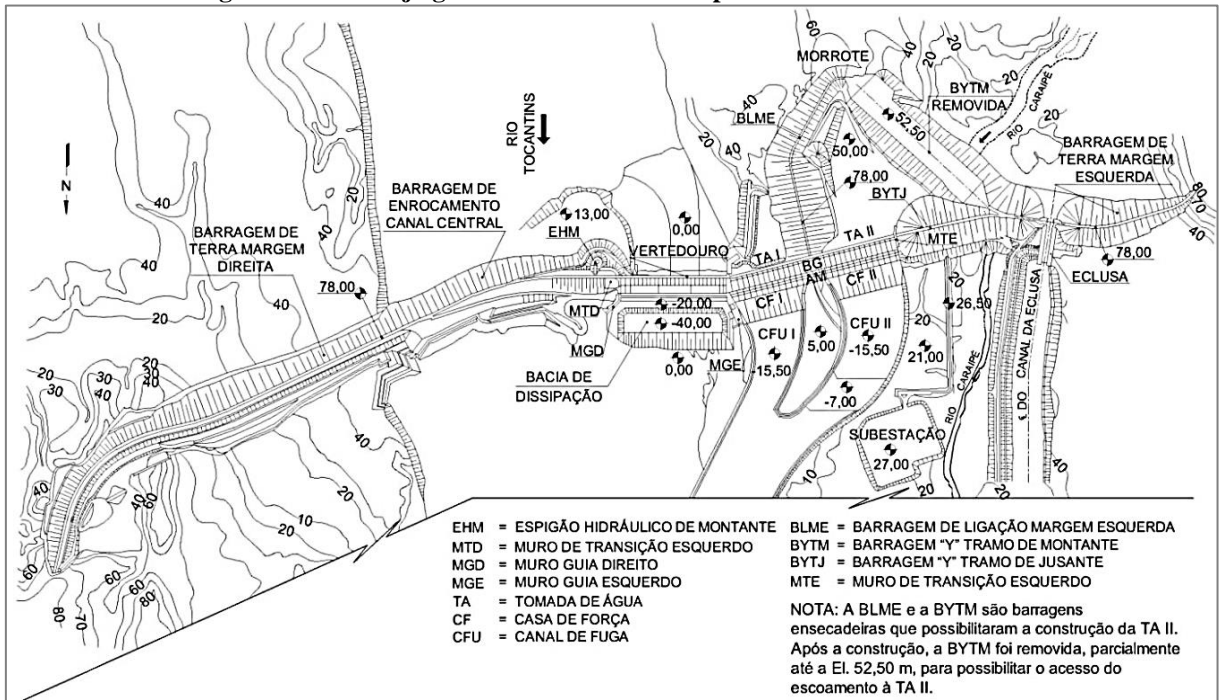 MORROTE
BYTM
REMOVIDA
BLME
RIO
TOCANTINS
N
52,50
RIO
CARAIPÉ
BARRAGEM DE
TERRA MARGEM
ESQUERDA
50,00
78,00
BYTJ
BARRAGEM DE
ENROCAMENTO
CANAL CENTRAL
13,00
EHM
0,00
VERTEDOURO
TA I
TA II
MTE
BARRAGEM DE
TERRA MARGEM
DIREITA
78,00
BG
AM
CF I
CF II
78,00
ECLUSA
MTD
-20,00
-40,00
MGD
MGE
0,00
BACIA DE
DISSIPAÇÃO
CFU I
-15,50
5,00
CFU II
-15,50
-7,00
26,50
21,00
RIO CARAIPÉ
℄ DO CANAL DA ECLUSA
SUBESTAÇÃO
27,00
EHM = ESPIGÃO HIDRÁULICO DE MONTANTE
MTD = MURO DE TRANSIÇÃO ESQUERDO
MGD = MURO GUIA DIREITO
MGE = MURO GUIA ESQUERDO
TA = TOMADA DE ÁGUA
CF = CASA DE FORÇA
CFU = CANAL DE FUGA
BLME = BARRAGEM DE LIGAÇÃO MARGEM ESQUERDA
BYTM = BARRAGEM “Y” TRAMO DE MONTANTE
BYTJ = BARRAGEM “Y” TRAMO DE JUSANTE
MTE = MURO DE TRANSIÇÃO ESQUERDO
NOTA: A BLME e a BYTM são barragens
ensecadeiras que possibilitaram a construção da TA II.
Após a construção, a BYTM foi removida, parcialmente
até a El. 52,50 m, para possibilitar o acesso do
escoamento à TA II.